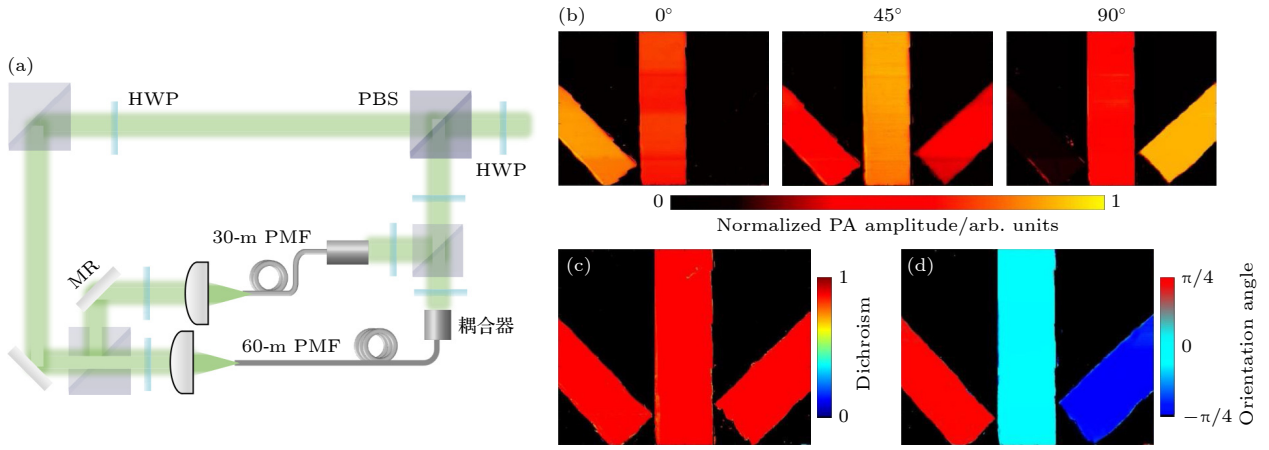 (a)
HWP
PBS
HWP
30-m PMF
MR
60-m PMF
耦合器
(b)
0°
45°
90°
0
1
Normalized PA amplitude/arb. units
(c)
1
0
Dichroism
(d)
π/4
0
−π/4
Orientation angle